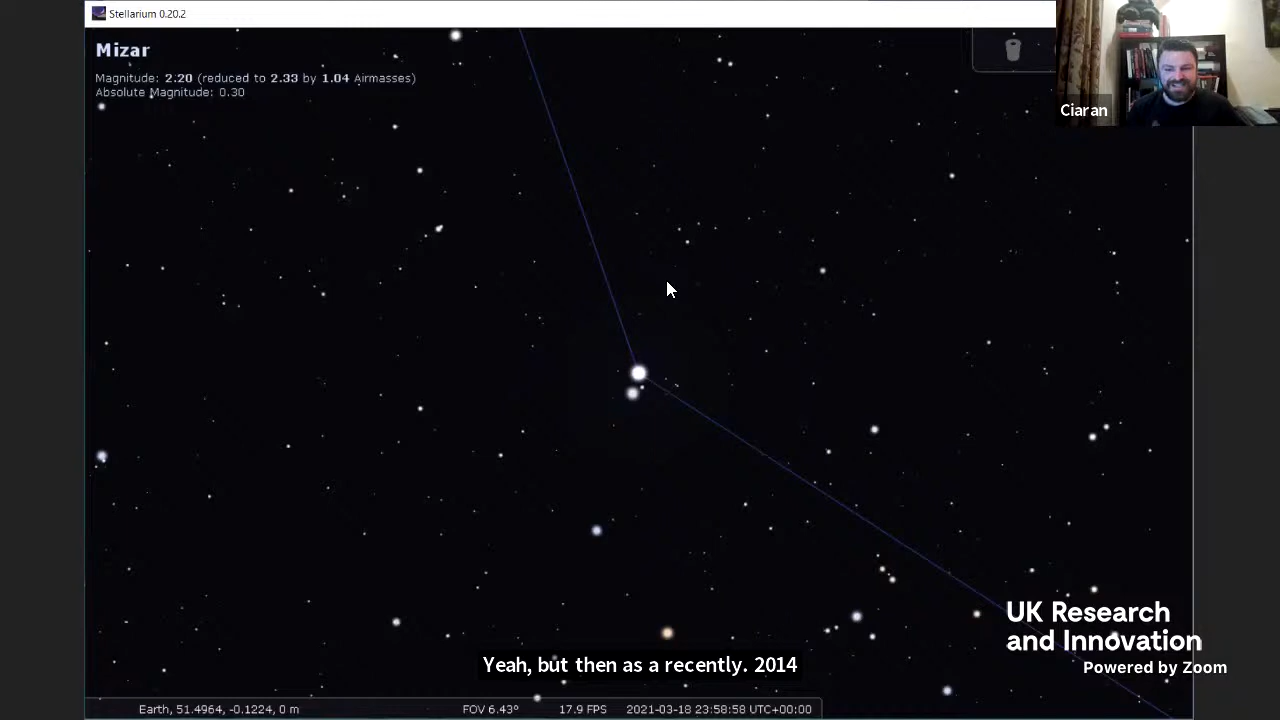 Stellarium 0.20.2
Mizar
Magnitude: 2.20 (reduced to 2.33 by 1.04 Airmasses)
Absolute Magnitude: 0.30
Ciaran
UK Research
and Innovation
Powered by Zoom
Yeah, but then as a recently. 2014
Earth, 51.4964, -0.1224, 0 m FOV 6.43° 17.9 FPS 2021-03-18 23:58:58 UTC+00:00